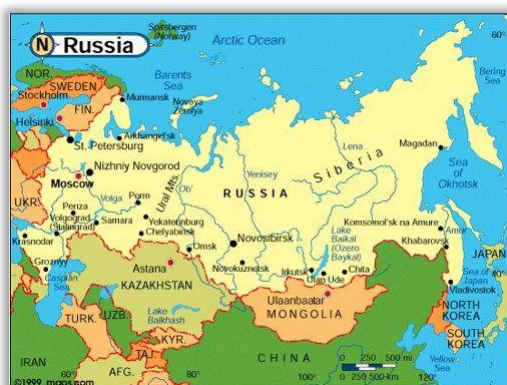 N
Russia
Spitsbergen
(Norway)
Arctic Ocean
60°
Bering
Sea
NOR.
SWEDEN
Stockholm
FIN.
Helsinki
Barents
Sea
Murmansk
Novaya
Zemlya
Arkhangel'sk
St. Petersburg
Nizhniy Novgorod
Moscow
Ob'
Yenisey
Lena
Siberia
Magadan
Sea
of
Okhotsk
RUSSIA
Ural Mts.
UKR.
Penza
Volga
Perm
Volgograd
(Stalingrad)
Samara
Yekaterinburg
Chelyabinsk
Krasnodar
Groznyy
Omsk
Novosibirsk
Novokuznetsk
Lake
Baikal
(Ozero
Baykal)
Irkutsk
Ulan Ude
Chita
Komsomol'sk na Amure
Amur
Khabarovsk
JAPAN
Sea of
Japan
Vladivostok
Astana
KAZAKHSTAN
Caspian
Sea
Lake
Balkhash
Ulaanbaatar
MONGOLIA
NORTH
KOREA
SOUTH
KOREA
Yellow
Sea
TURK.
UZB.
KYR.
TAJ.
AFG.
IRAN
CHINA
60°
80°
100°
120°
0 250 500 mi
0 250 500 km
©1999 maps.com